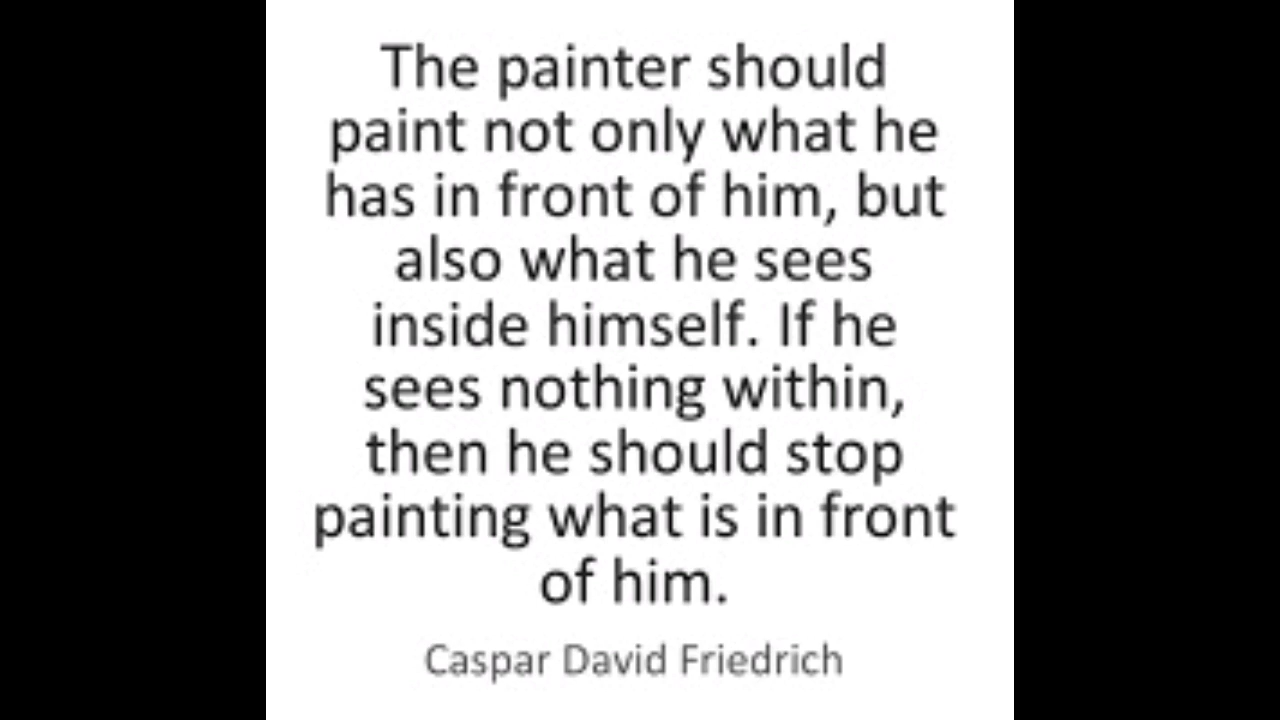 The painter should
paint not only what he
has in front of him, but
also what he sees
inside himself. If he
sees nothing within,
then he should stop
painting what is in front
of him.
Caspar David Friedrich